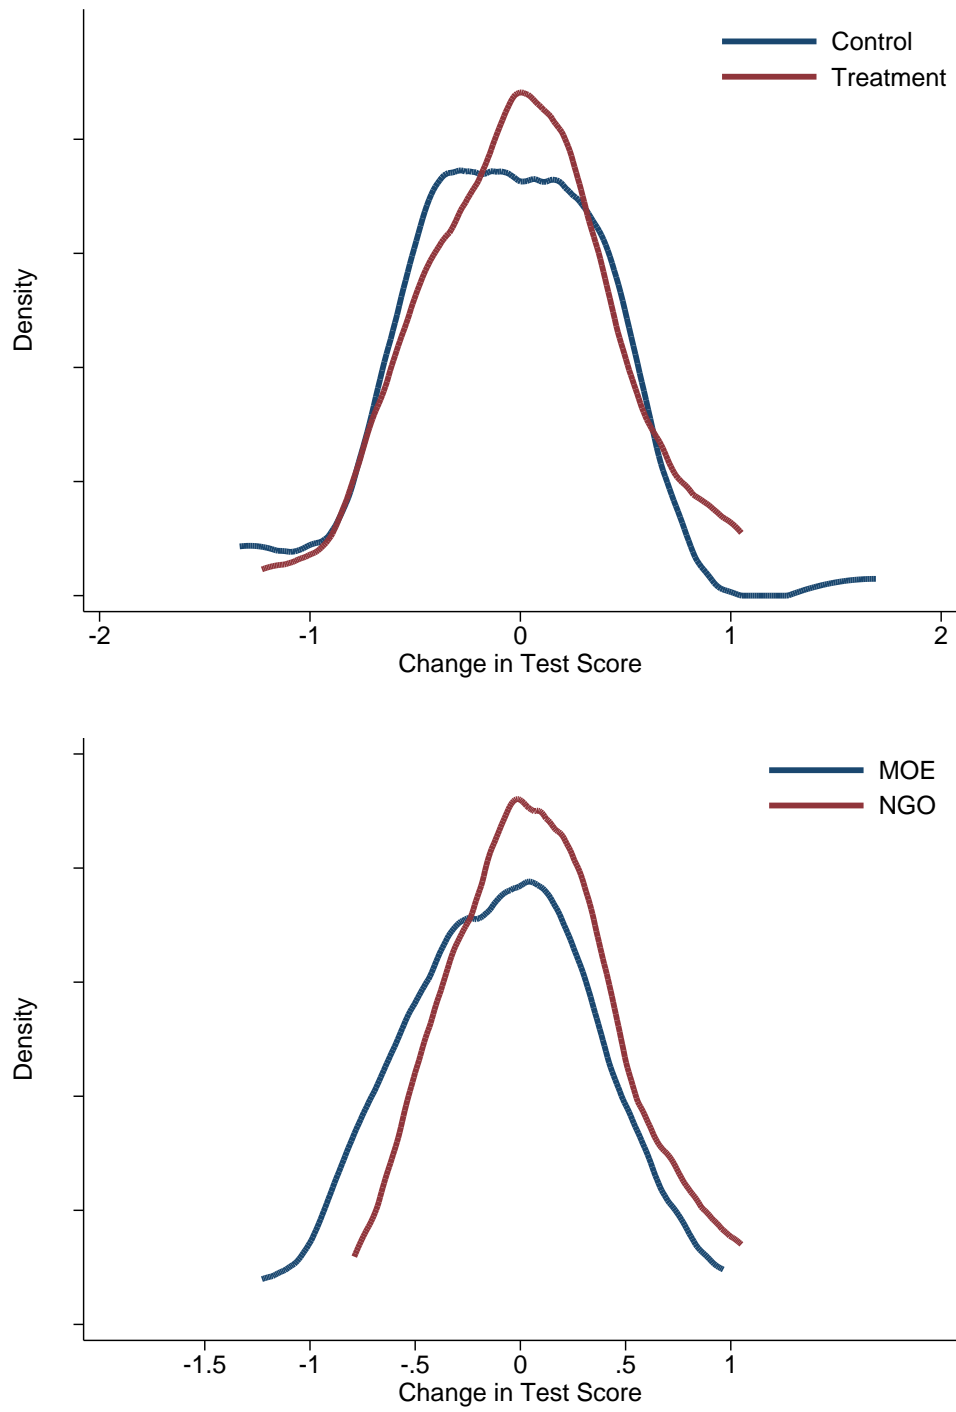 Control
Treatment
Density
-2 -1 0 1 2
Change in Test Score
MOE
NGO
Density
-1.5 -1 -.5 0 .5 1
Change in Test Score